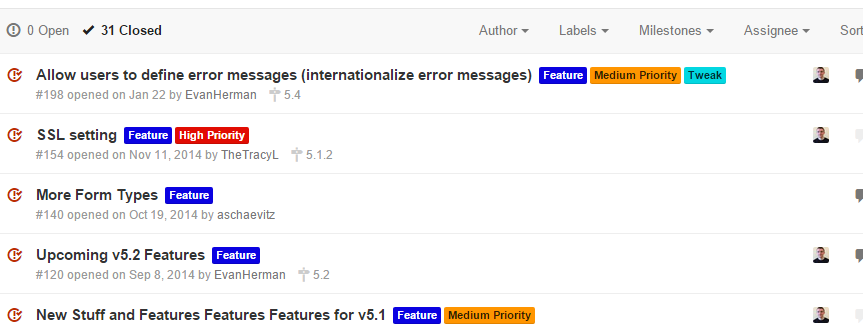 0 Open 31 Closed Author Labels Milestones Assignee Sort
Allow users to define error messages (internationalize error messages) Feature Medium Priority Tweak
#198 opened on Jan 22 by EvanHerman 5.4
SSL setting Feature High Priority
#154 opened on Nov 11, 2014 by TheTracyL 5.1.2
More Form Types Feature
#140 opened on Oct 19, 2014 by aschaevitz
Upcoming v5.2 Features Feature
#120 opened on Sep 8, 2014 by EvanHerman 5.2
New Stuff and Features Features Features for v5.1 Feature Medium Priority